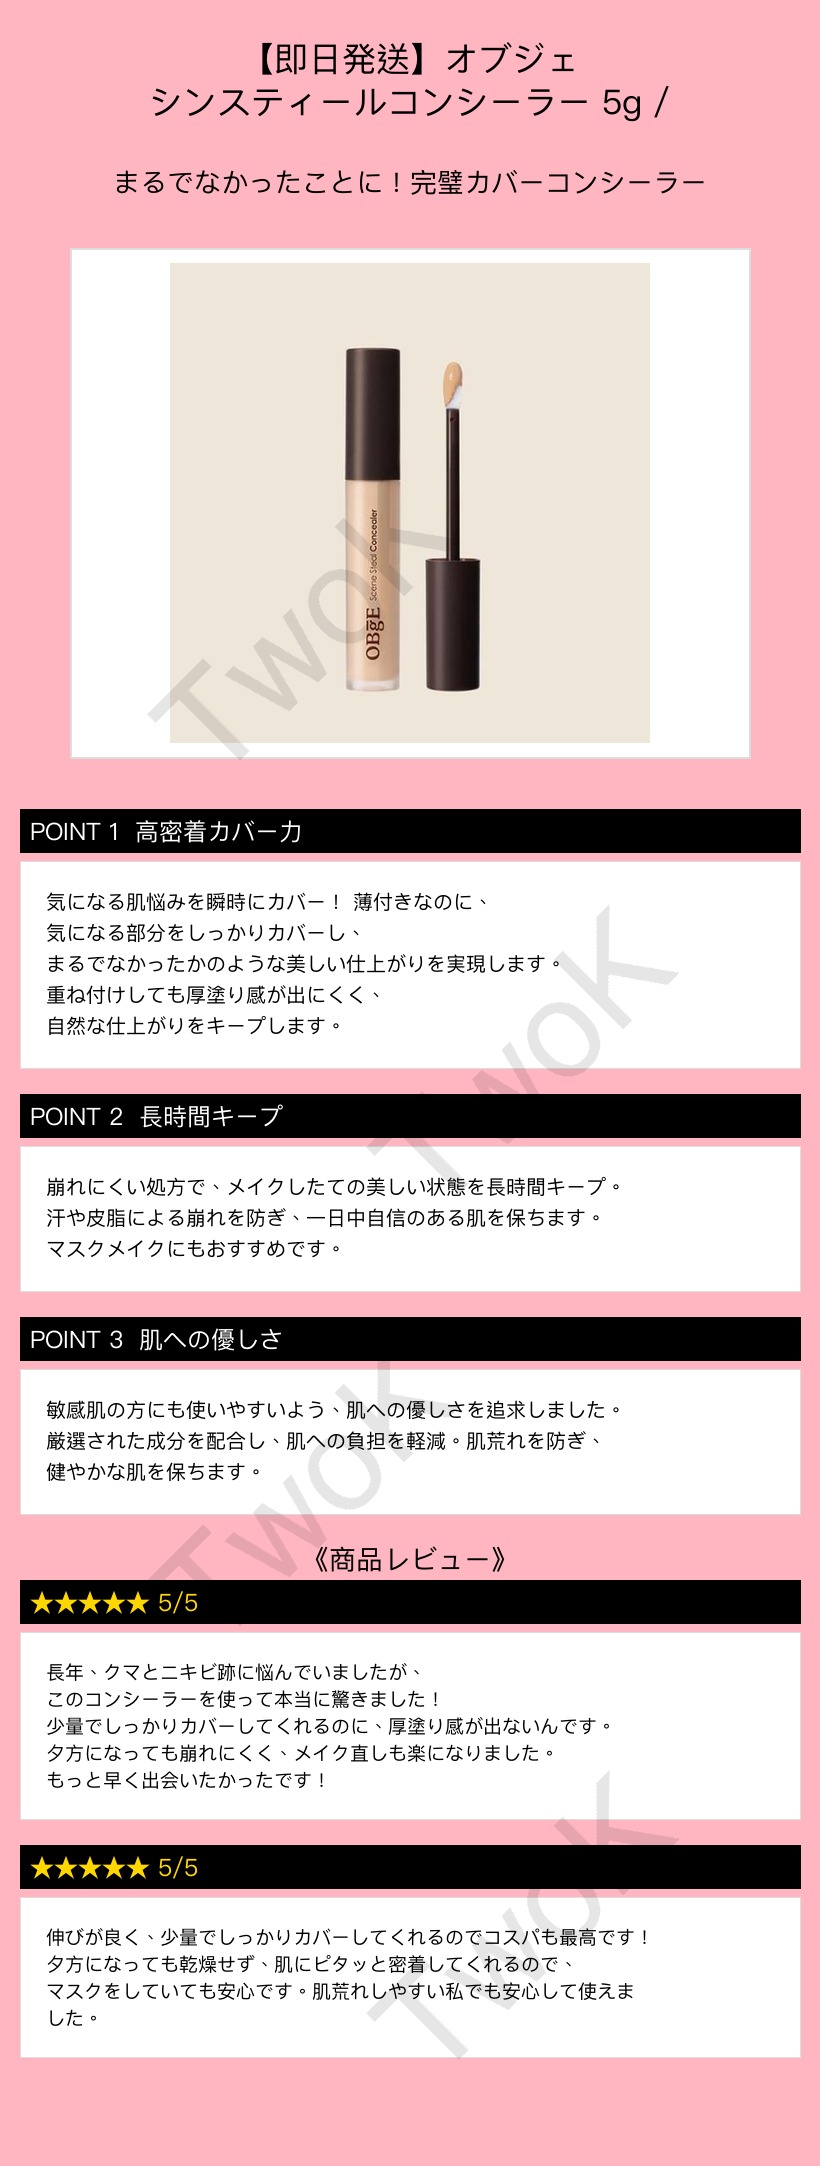 【即日発送】オブジェ
シンスティールコンシーラー 5g /
まるでなかったことに！完璧カバーコンシーラー
OBgE Scene Steal Concealer
TwoK
POINT 1 高密着カバー力
気になる肌悩みを瞬時にカバー！ 薄付きなのに、
気になる部分をしっかりカバーし、
まるでなかったかのような美しい仕上がりを実現します。
重ね付けしても厚塗り感が出にくく、
自然な仕上がりをキープします。
TwoK
POINT 2 長時間キープ
崩れにくい処方で、メイクしたての美しい状態を長時間キープ。
汗や皮脂による崩れを防ぎ、一日中自信のある肌を保ちます。
マスクメイクにもおすすめです。
POINT 3 肌への優しさ
敏感肌の方にも使いやすいよう、肌への優しさを追求しました。
厳選された成分を配合し、肌への負担を軽減。肌荒れを防ぎ、
健やかな肌を保ちます。
TwoK
《商品レビュー》
★★★★★ 5/5
長年、クマとニキビ跡に悩んでいましたが、
このコンシーラーを使って本当に驚きました！
少量でしっかりカバーしてくれるのに、厚塗り感が出ないんです。
夕方になっても崩れにくく、メイク直しも楽になりました。
もっと早く出会いたかったです！
★★★★★ 5/5
伸びが良く、少量でしっかりカバーしてくれるのでコスパも最高です！
夕方になっても乾燥せず、肌にピタッと密着してくれるので、
マスクをしていても安心です。肌荒れしやすい私でも安心して使えま
した。
TwoK